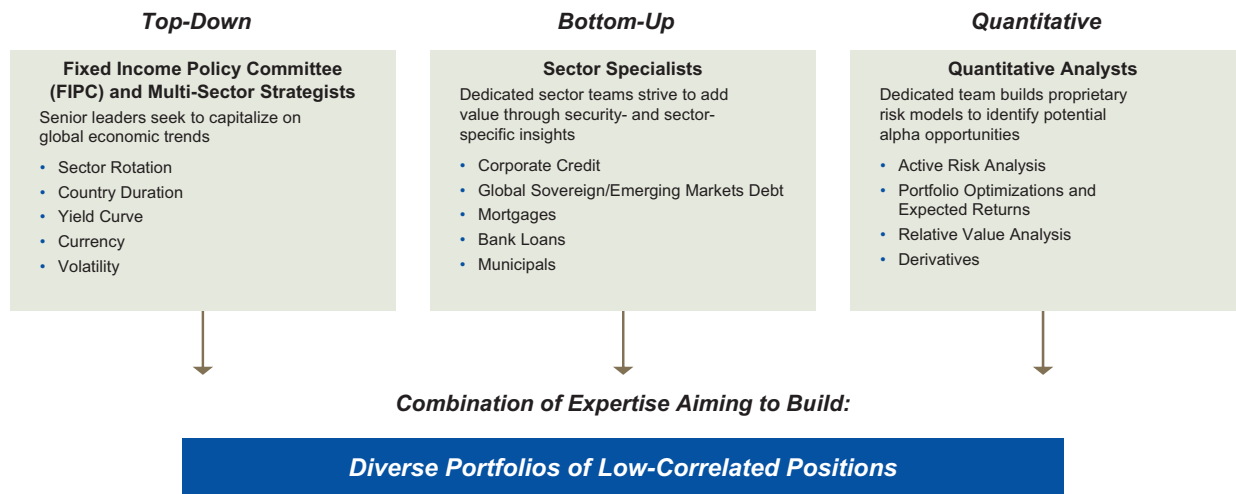 Top-Down
Fixed Income Policy Committee
(FIPC) and Multi-Sector Strategists
Senior leaders seek to capitalize on
global economic trends
• Sector Rotation
• Country Duration
• Yield Curve
• Currency
• Volatility
Bottom-Up
Sector Specialists
Dedicated sector teams strive to add
value through security- and sector-
specific insights
• Corporate Credit
• Global Sovereign/Emerging Markets Debt
• Mortgages
• Bank Loans
• Municipals
Quantitative
Quantitative Analysts
Dedicated team builds proprietary
risk models to identify potential
alpha opportunities
• Active Risk Analysis
• Portfolio Optimizations and
Expected Returns
• Relative Value Analysis
• Derivatives
Combination of Expertise Aiming to Build:
Diverse Portfolios of Low-Correlated Positions